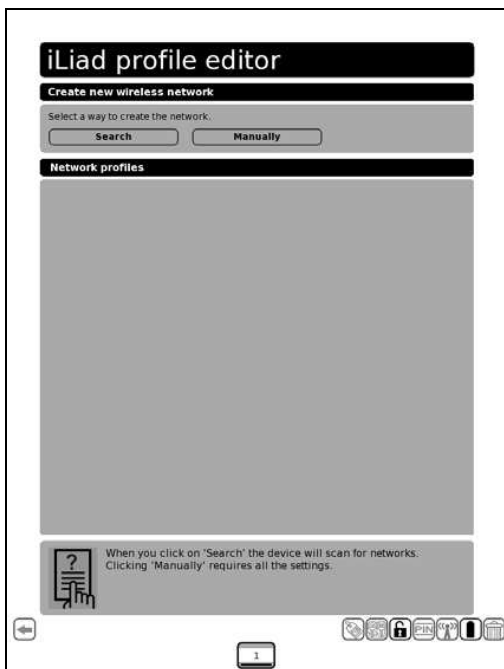 iLiad profile editor
Create new wireless network
Select a way to create the network.
Search Manually
Network profiles
When you click on 'Search' the device will scan for networks.
Clicking 'Manually' requires all the settings.
PIN
1